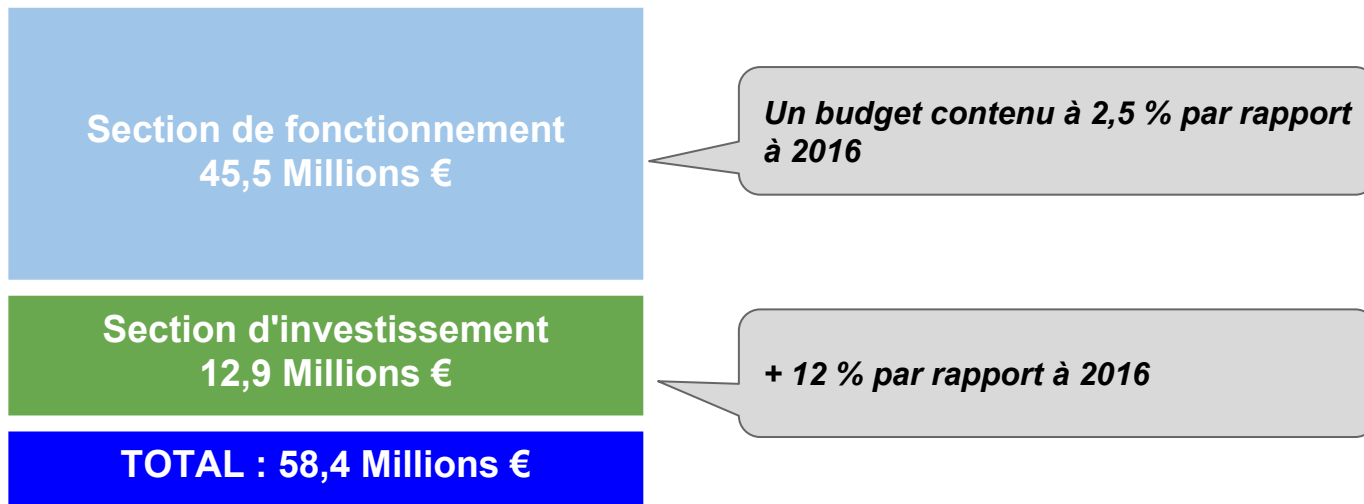 Section de fonctionnement
45,5 Millions €
Un budget contenu à 2,5 % par rapport
à 2016
Section d'investissement
12,9 Millions €
+ 12 % par rapport à 2016
TOTAL : 58,4 Millions €